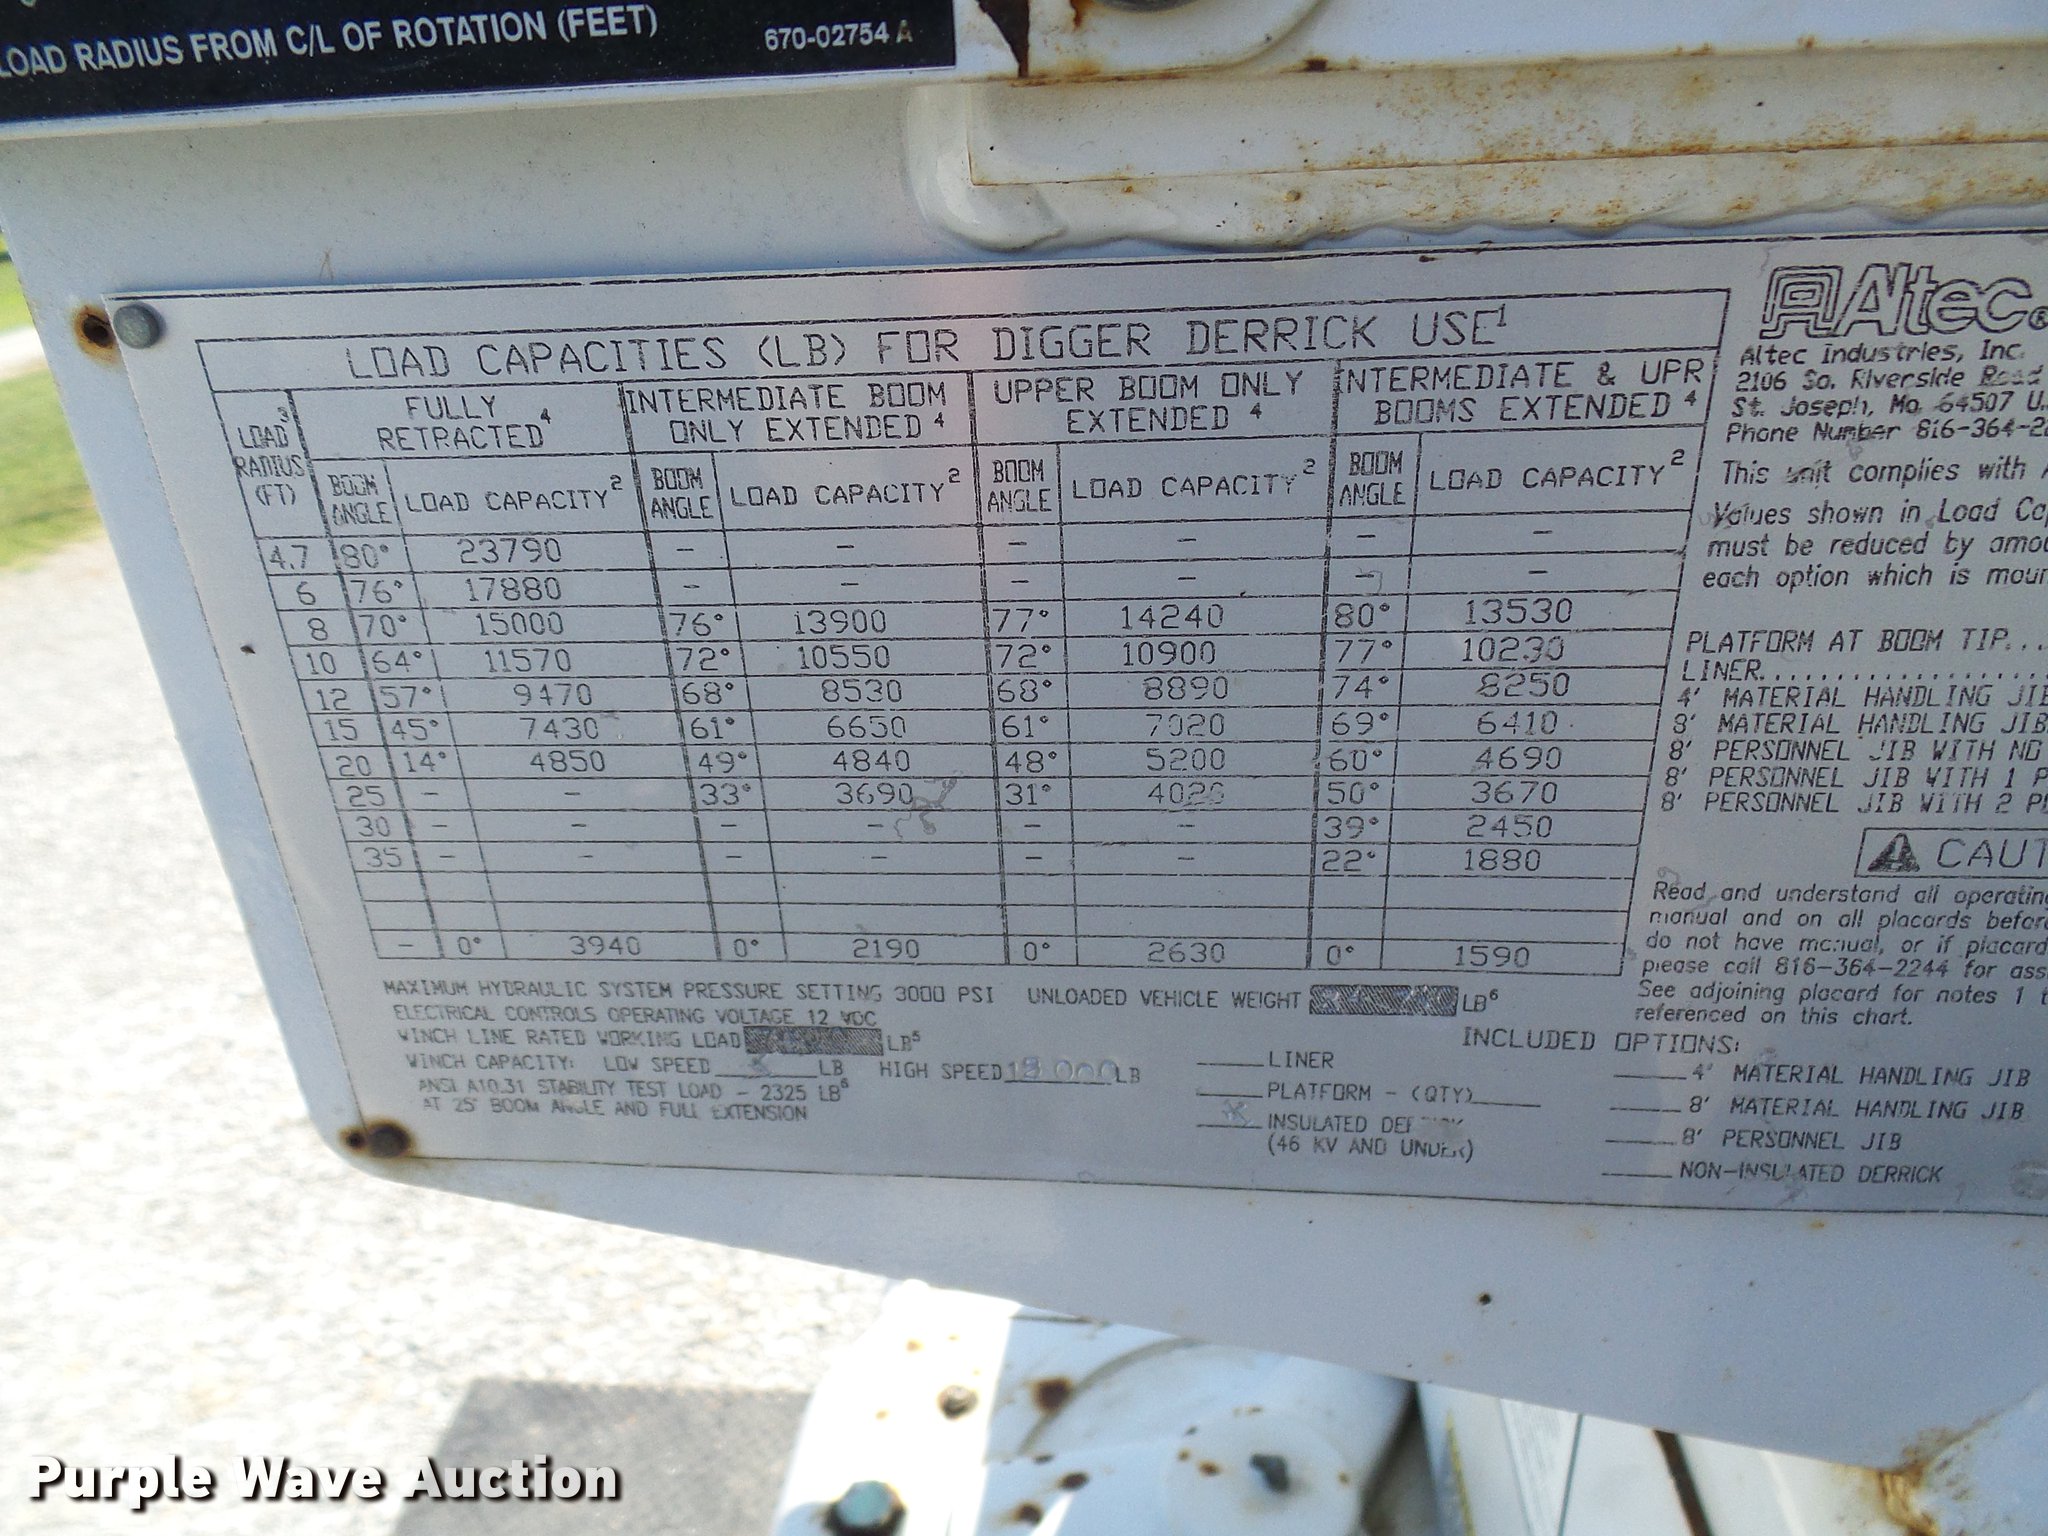 LOAD RADIUS FROM C/L OF ROTATION (FEET)
670-02754 A
LOAD CAPACITIES (LB) FOR DIGGER DERRICK USE1
LOAD3 RADIUS (FT)
FULLY RETRACTED4
INTERMEDIATE BOOM ONLY EXTENDED 4
UPPER BOOM ONLY EXTENDED 4
INTERMEDIATE & UPR BOOMS EXTENDED 4
BOOM ANGLE LOAD CAPACITY2 BOOM ANGLE LOAD CAPACITY2 BOOM ANGLE LOAD CAPACITY2 BOOM ANGLE LOAD CAPACITY2
4.7 80° 23790 – – – – – –
6 76° 17880 – – – – – –
8 70° 15000 76° 13900 77° 14240 80° 13530
10 64° 11570 72° 10550 72° 10900 77° 10230
12 57° 9470 68° 8530 68° 8890 74° 8250
15 45° 7430 61° 6650 61° 7020 69° 6410
20 14° 4850 49° 4840 48° 5200 60° 4690
25 – – 33° 3690 31° 4020 50° 3670
30 – – – – – – 39° 2450
35 – – – – – – 22° 1880
– 0° 3940 0° 2190 0° 2630 0° 1590
MAXIMUM HYDRAULIC SYSTEM PRESSURE SETTING 3000 PSI UNLOADED VEHICLE WEIGHT LB6
ELECTRICAL CONTROLS OPERATING VOLTAGE 12 VDC
WINCH LINE RATED WORKING LOAD LB5
WINCH CAPACITY: LOW SPEED LB HIGH SPEED LB
ANSI A10.31 STABILITY TEST LOAD – 2325 LB6
AT 25° BOOM ANGLE AND FULL EXTENSION
INCLUDED OPTIONS:
LINER
PLATFORM – (QTY)
INSULATED
(46 KV AND UNDER)
4' MATERIAL HANDLING JIB
8' MATERIAL HANDLING JIB
8' PERSONNEL JIB
NON-INSULATED DERRICK
Altec®
Altec Industries, Inc.
2106 So. Riverside Road
St. Joseph, Mo. 64507
Phone Number 816-364-
This unit complies with
Values shown in Load
must be reduced by
each option which is
PLATFORM AT BOOM TIP...
LINER....................
4' MATERIAL HANDLING JIB
8' MATERIAL HANDLING JIB
8' PERSONNEL JIB WITH NO
8' PERSONNEL JIB WITH 1
8' PERSONNEL JIB WITH 2
CAUT
Read and understand all operating
manual and on all placards before
do not have manual, or if placard
please call 816-364-2244 for
See adjoining placard for notes 1
referenced on this chart.
Purple Wave Auction